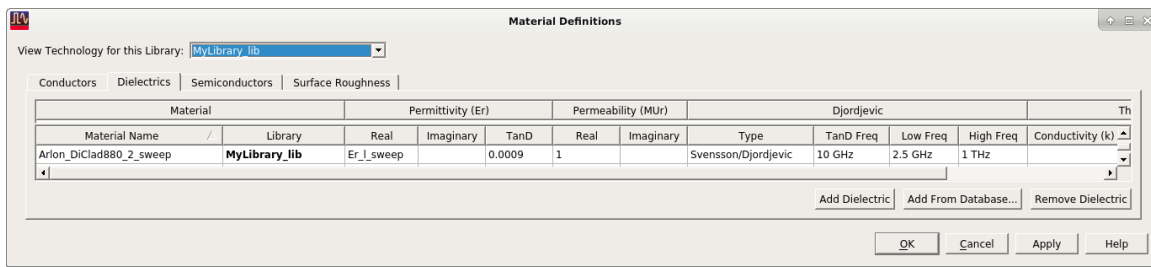 Material Definitions
View Technology for this Library: MyLibrary_lib
Conductors Dielectrics Semiconductors Surface Roughness
Material Permittivity (Er) Permeability (MUr) Djordjevic Th
Material Name Library Real Imaginary TanD Real Imaginary Type TanD Freq Low Freq High Freq Conductivity (k)
Arlon_DiClad880_2_sweep MyLibrary_lib Er_l_sweep 0.0009 1 Svensson/Djordjevic 10 GHz 2.5 GHz 1 THz
Add Dielectric Add From Database... Remove Dielectric
OK Cancel Apply Help